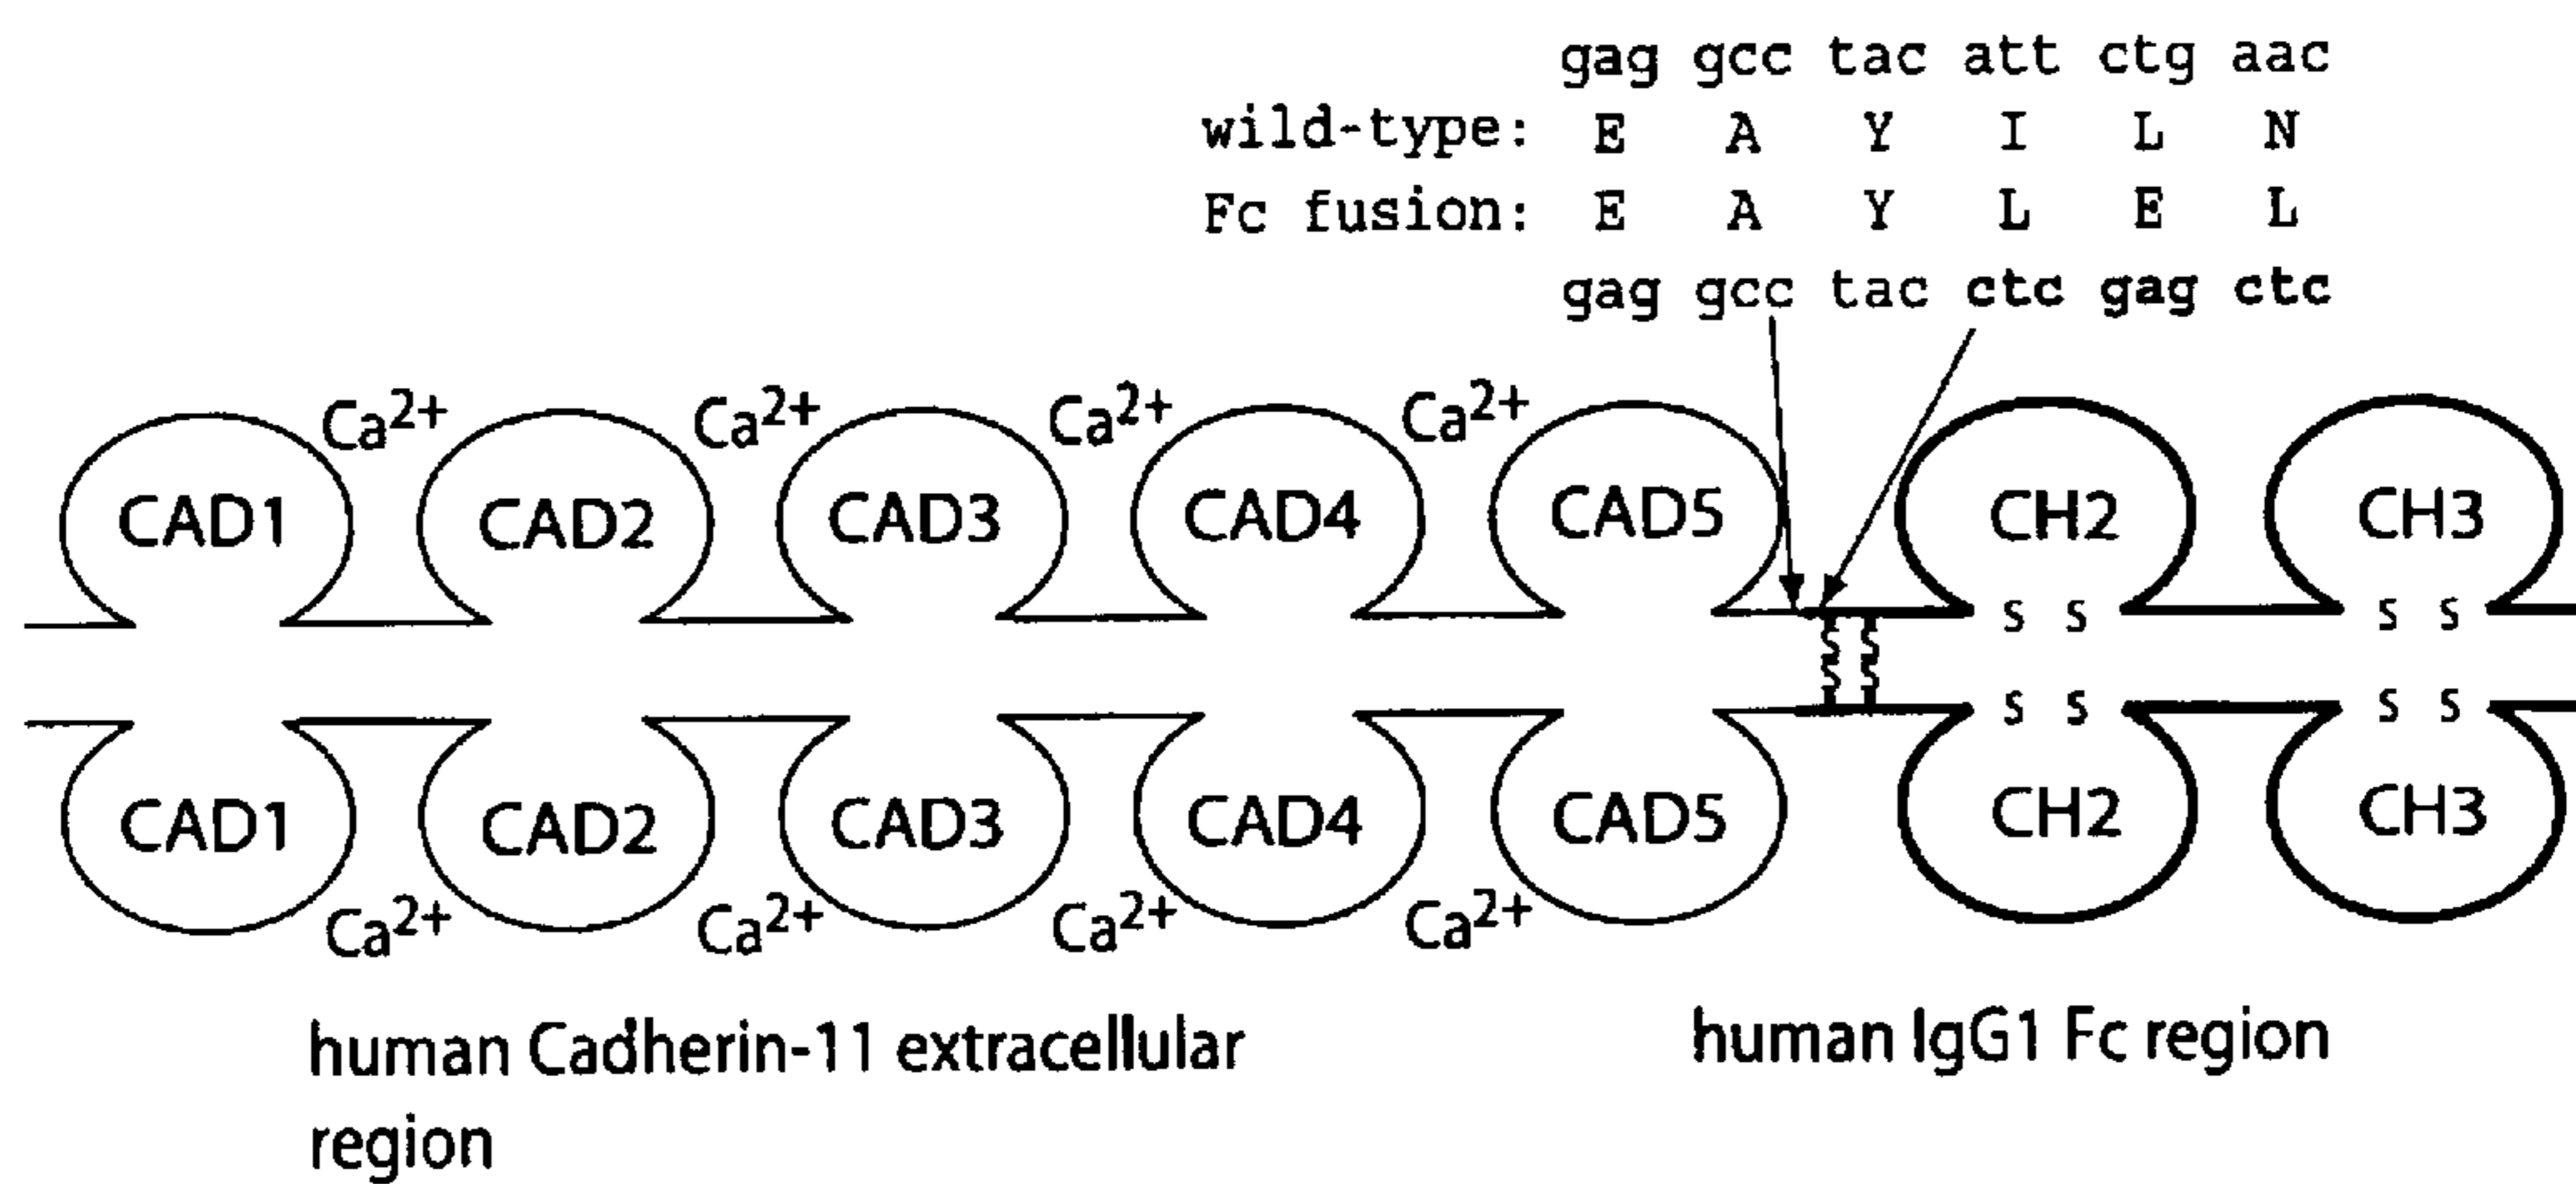 gag gcc tac att ctg aac
wild-type: E A Y I L N
Fc fusion: E A Y L E L
gag gcc tac ctc gag ctc
Ca2+ Ca2+ Ca2+ Ca2+
CAD1 CAD2 CAD3 CAD4 CAD5 CH2 CH3
S S S S
S S
S S
S S S S
CAD1 CAD2 CAD3 CAD4 CAD5 CH2 CH3
Ca2+ Ca2+ Ca2+ Ca2+
human Cadherin-11 extracellular
region
human IgG1 Fc region